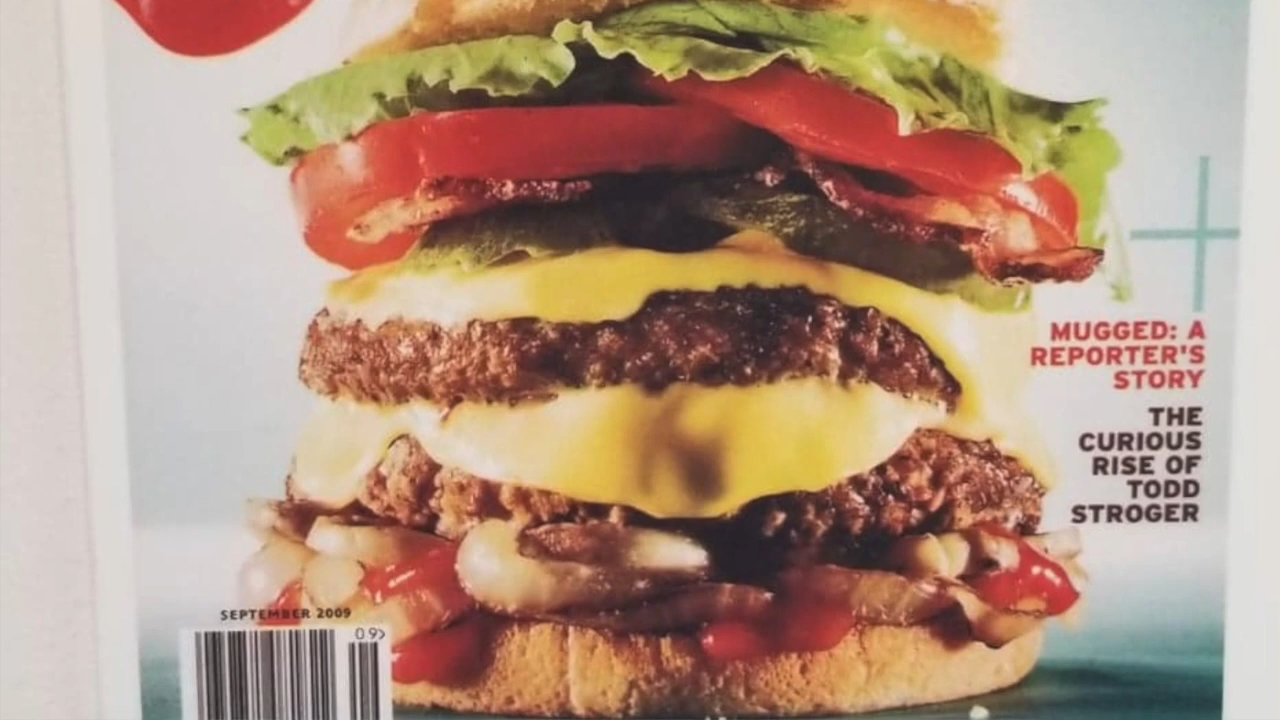 MUGGED: A
REPORTER'S
STORY
THE
CURIOUS
RISE OF
TODD
STROGER
SEPTEMBER 2009
09>